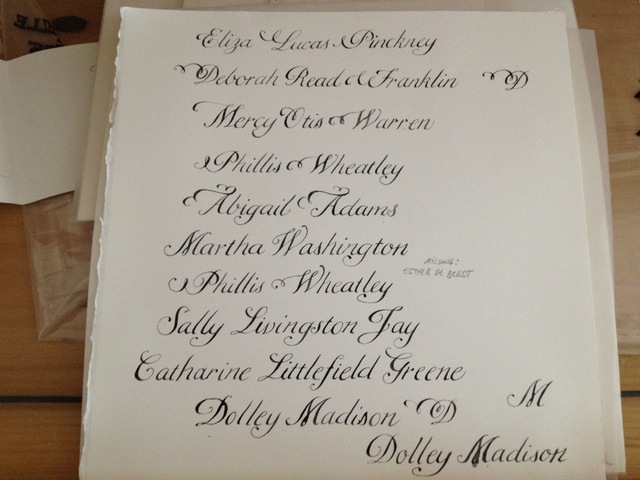 Eliza Lucas Pinckney
Deborah Read Franklin D
Mercy Otis Warren
Phillis Wheatley
Abigail Adams
Martha Washington
MISSING:
ESTHER DE BERDT
Phillis Wheatley
Sally Livingston Jay
Catharine Littlefield Greene
M
Dolley Madison D
Dolley Madison